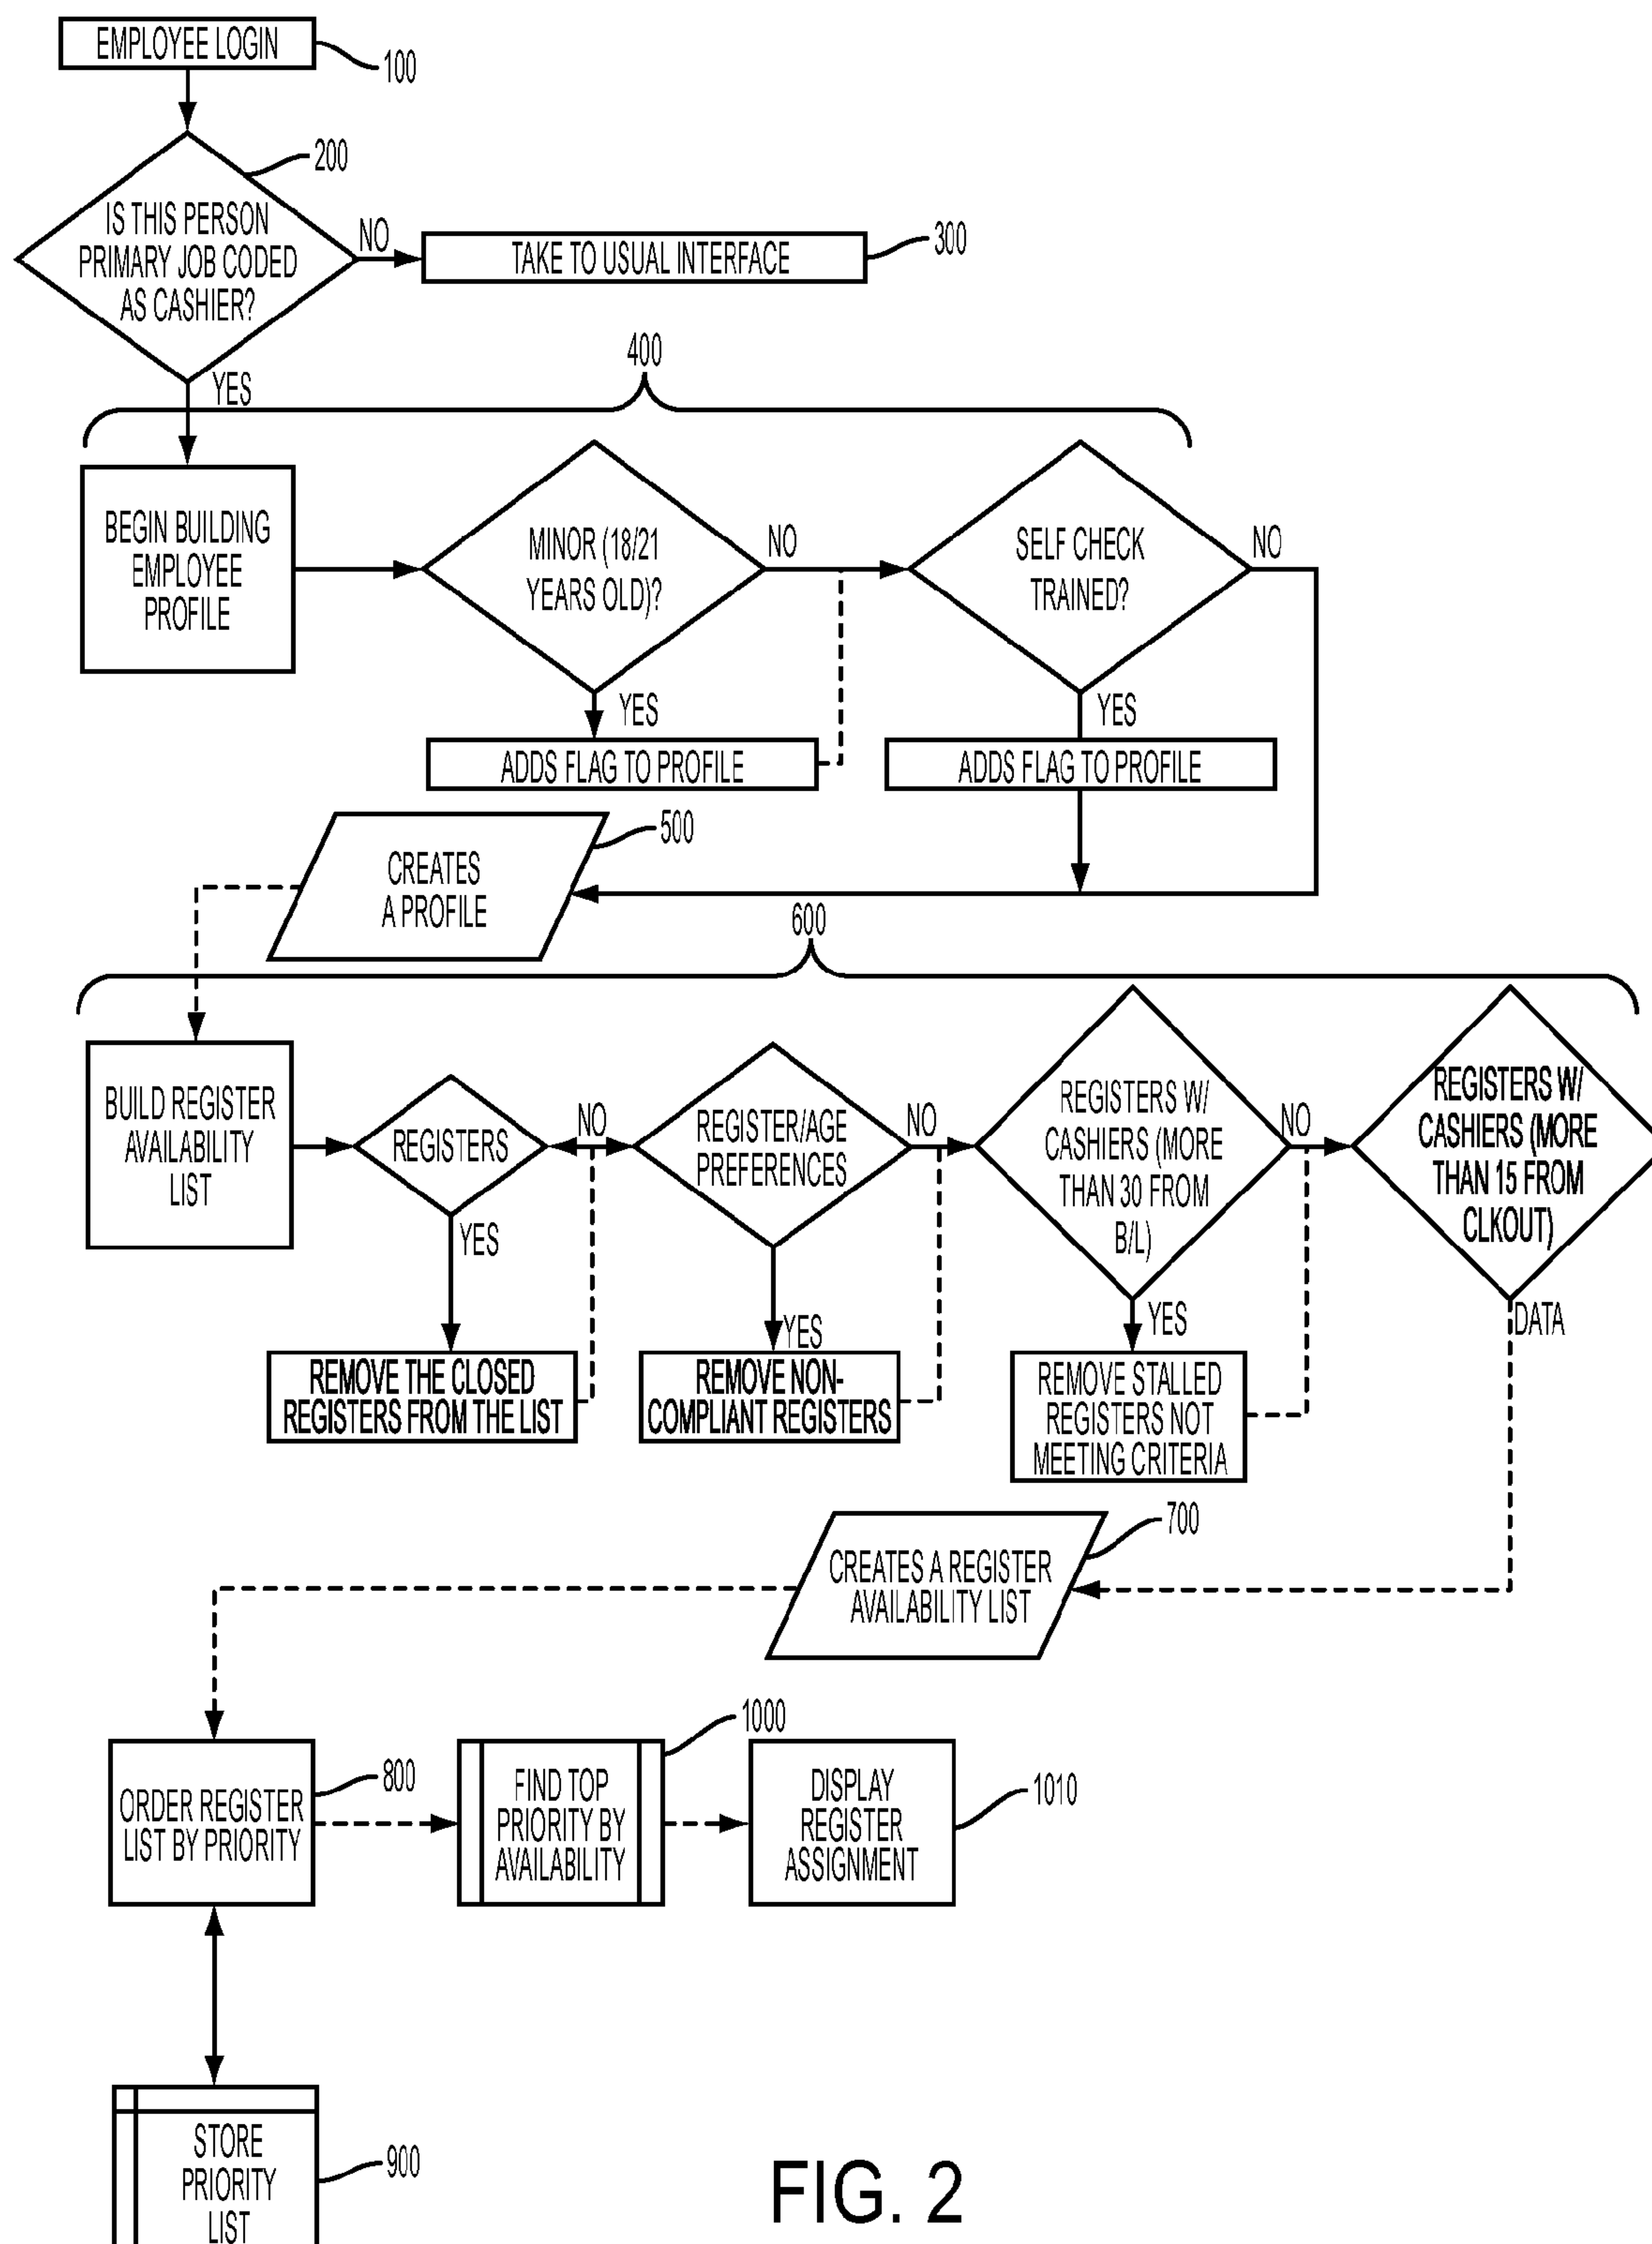 EMPLOYEE LOGIN
100
200
IS THIS PERSON
PRIMARY JOB CODED
AS CASHIER?
NO
TAKE TO USUAL INTERFACE
300
YES
400
BEGIN BUILDING
EMPLOYEE
PROFILE
MINOR (18/21
YEARS OLD)?
NO
SELF CHECK
TRAINED?
NO
YES
YES
ADDS FLAG TO PROFILE
ADDS FLAG TO PROFILE
CREATES
A PROFILE
500
600
BUILD REGISTER
AVAILABILITY
LIST
REGISTERS
NO
REGISTER/AGE
PREFERENCES
NO
REGISTERS W/
CASHIERS (MORE
THAN 30 FROM
B/L)
NO
REGISTERS W/
CASHIERS (MORE
THAN 15 FROM
CLKOUT)
YES
YES
YES
DATA
REMOVE THE CLOSED
REGISTERS FROM THE LIST
REMOVE NON-
COMPLIANT REGISTERS
REMOVE STALLED
REGISTERS NOT
MEETING CRITERIA
CREATES A REGISTER
AVAILABILITY LIST
700
ORDER REGISTER
LIST BY PRIORITY
800
FIND TOP
PRIORITY BY
AVAILABILITY
1000
DISPLAY
REGISTER
ASSIGNMENT
1010
STORE
PRIORITY
LIST
900
FIG. 2